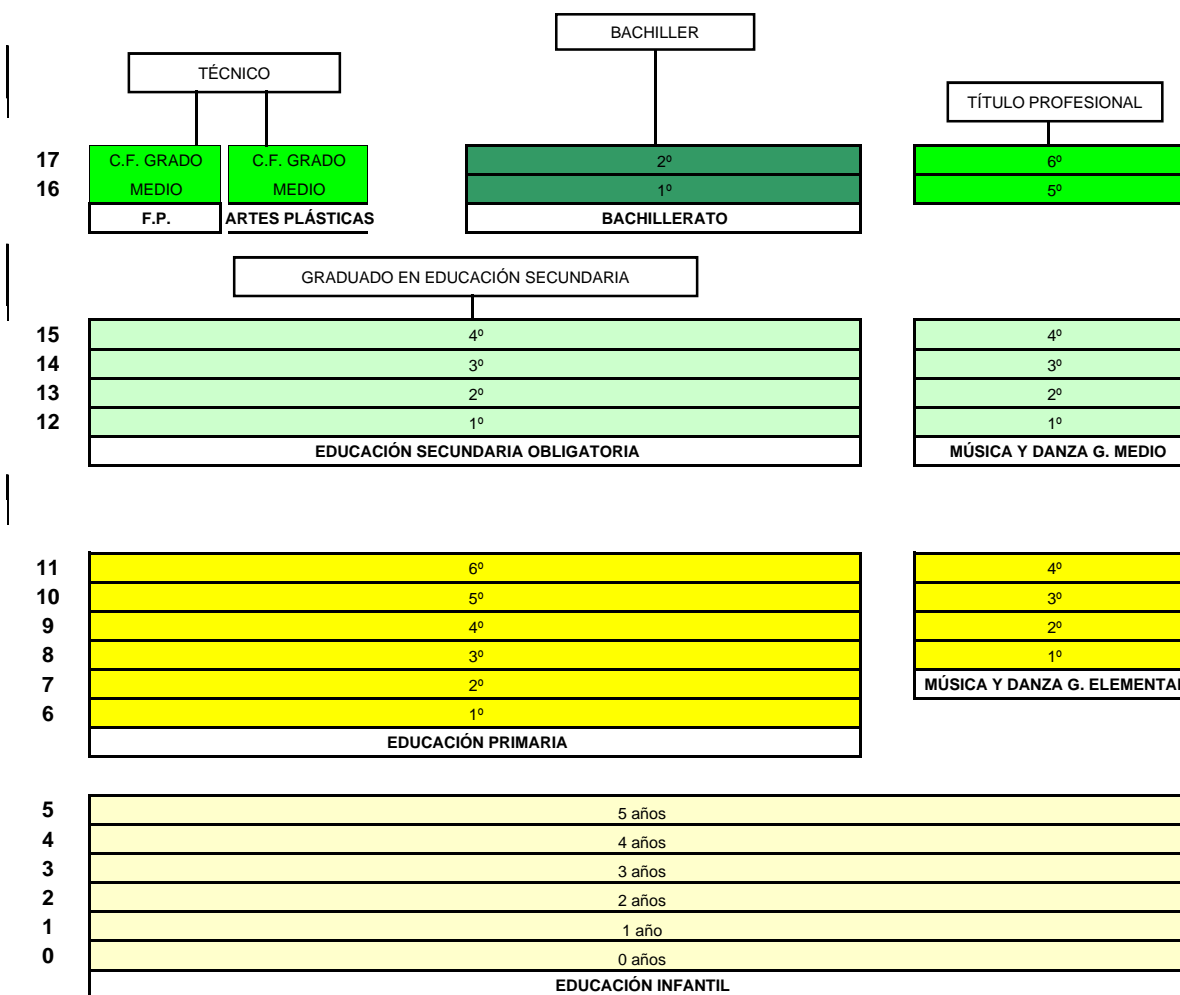 BACHILLER
TÉCNICO
TÍTULO PROFESIONAL
17 C.F. GRADO C.F. GRADO 2º 6º
16 MEDIO MEDIO 1º 5º
F.P. ARTES PLÁSTICAS BACHILLERATO
GRADUADO EN EDUCACIÓN SECUNDARIA
15 4º 4º
14 3º 3º
13 2º 2º
12 1º 1º
EDUCACIÓN SECUNDARIA OBLIGATORIA MÚSICA Y DANZA G. MEDIO
11 6º 4º
10 5º 3º
9 4º 2º
8 3º 1º
7 2º MÚSICA Y DANZA G. ELEMENTAL
6 1º
EDUCACIÓN PRIMARIA
5 5 años
4 4 años
3 3 años
2 2 años
1 1 año
0 0 años
EDUCACIÓN INFANTIL